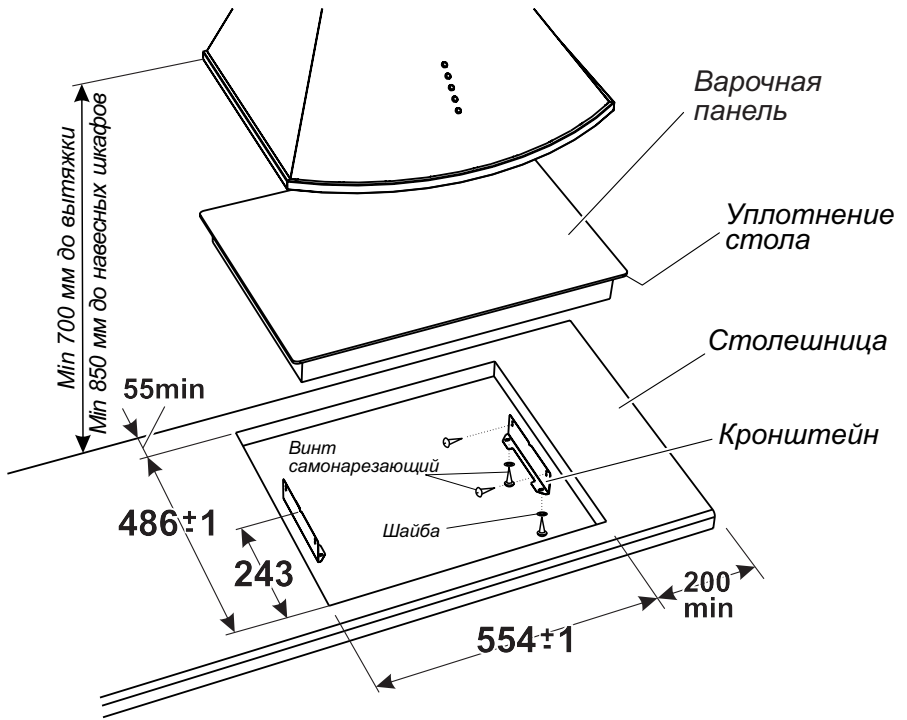 Варочная
панель
Уплотнение
стола
Столешница
Кронштейн
Min 700 мм до вытяжки
Min 850 мм до навесных шкафов
55min
Винт
самонарезающий
Шайба
486±1
243
554±1
200
min